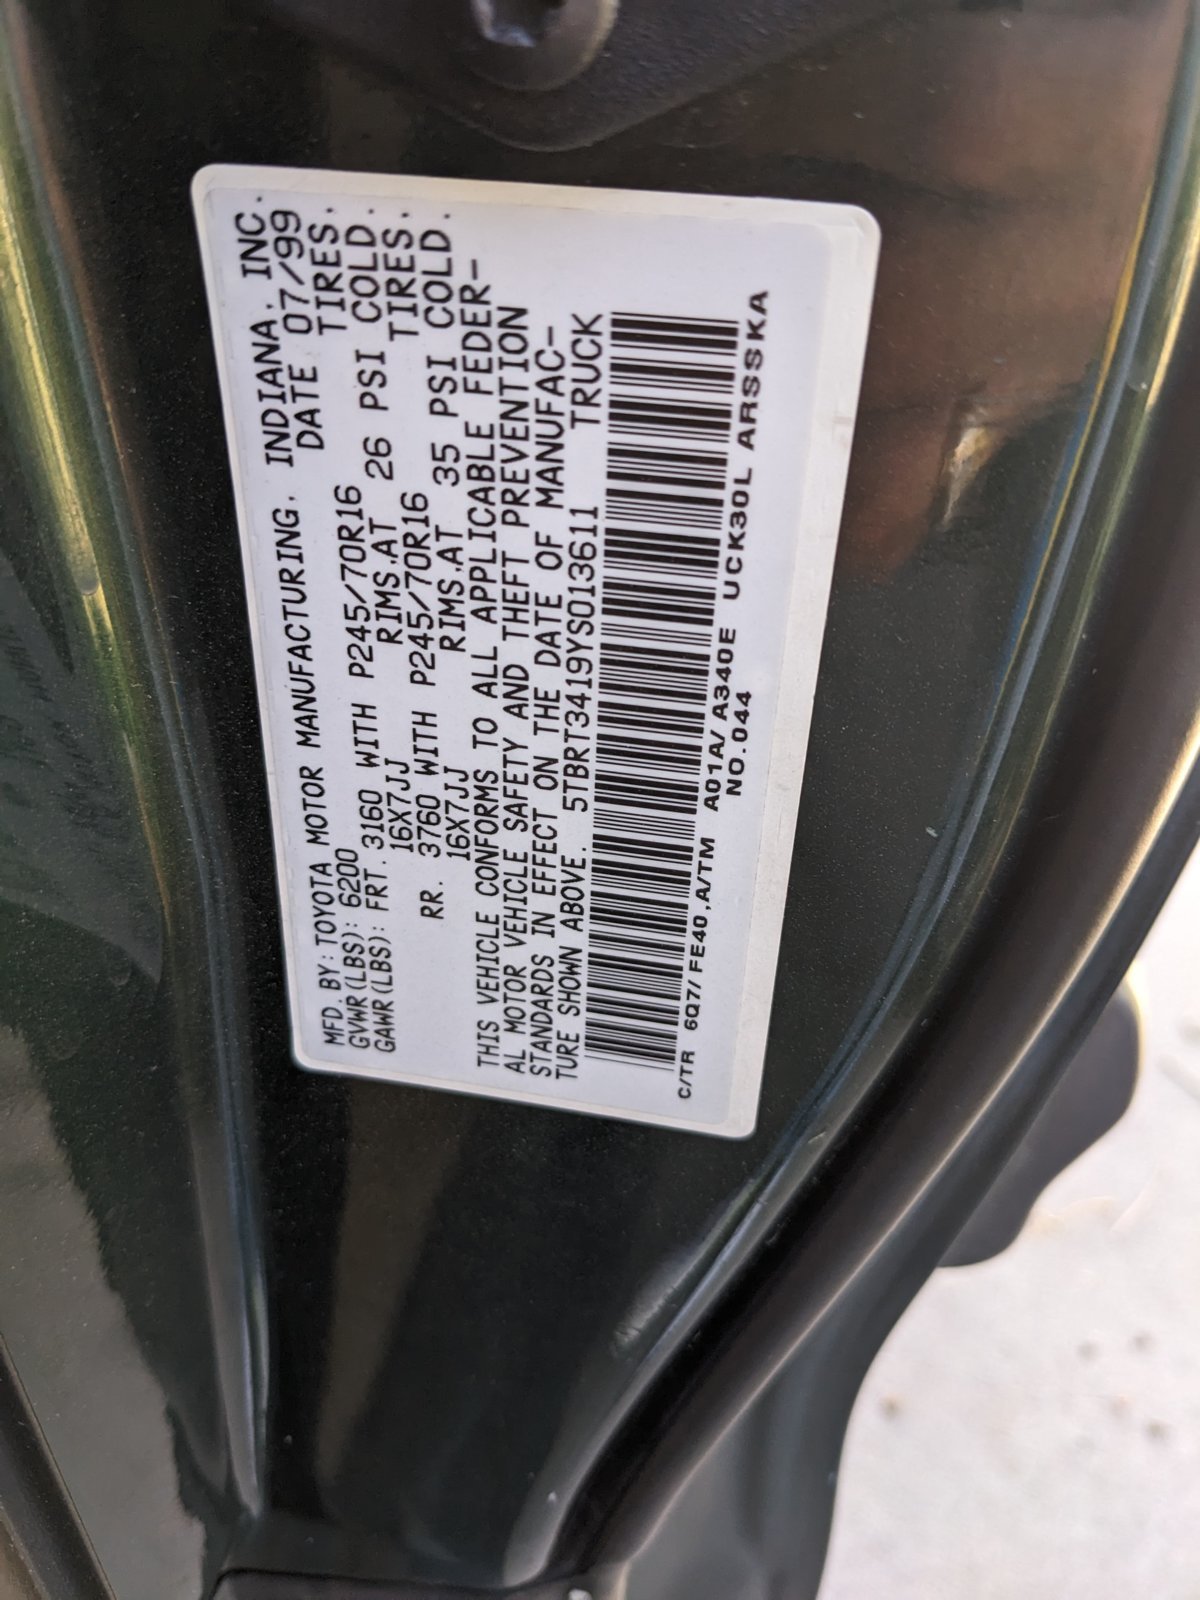 MFD. BY: TOYOTA MOTOR MANUFACTURING, INDIANA, INC.
GVWR(LBS): 6200 DATE 07/99
GAWR(LBS): FRT. 3160 WITH P245/70R16 TIRES.
16X7JJ RIMS.AT 26 PSI COLD.
RR. 3760 WITH P245/70R16 TIRES.
16X7JJ RIMS.AT 35 PSI COLD.
THIS VEHICLE CONFORMS TO ALL APPLICABLE FEDER-
AL MOTOR VEHICLE SAFETY AND THEFT PREVENTION
STANDARDS IN EFFECT ON THE DATE OF MANUFAC-
TURE SHOWN ABOVE. 5TBRT3419YS013611 TRUCK
C/TR 6Q7/FE40,A/TM A01A/A340E UCK30L ARSSKA
NO.044